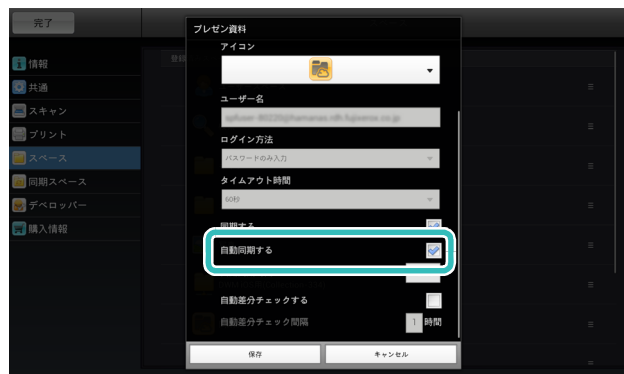 完了
プレゼン資料
アイコン
情報
登録
共通
ユーザー名
スキャン
プリント
ログイン方法
パスワードのみ入力
スペース
同期スペース
タイムアウト時間
60秒
デベロッパー
購入情報
同期する
自動同期する
自動差分チェックする
自動差分チェック間隔
1 時間
保存
キャンセル